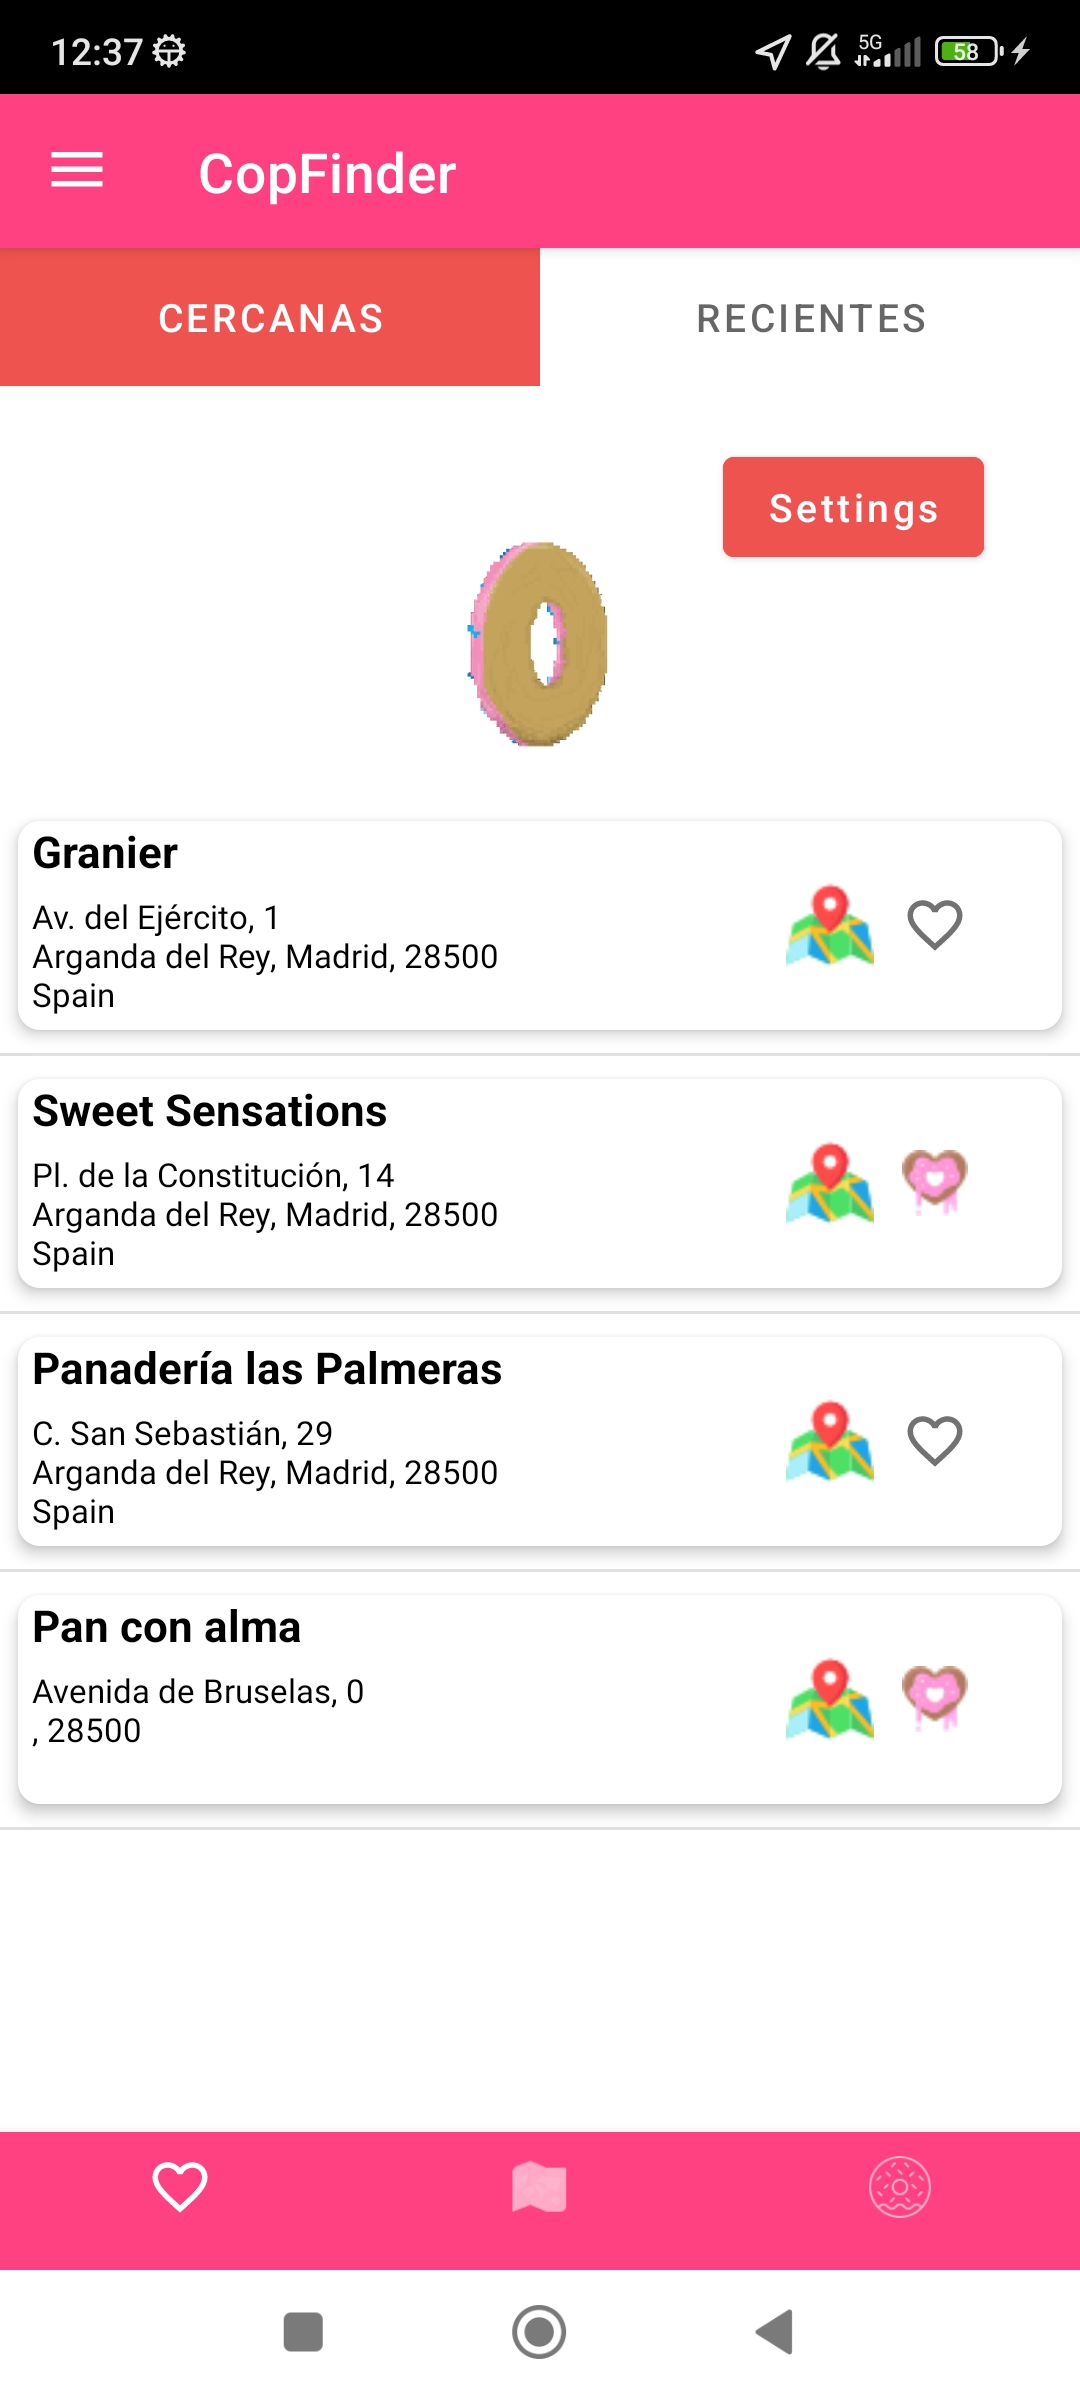 12:37
5G
58
CopFinder
CERCANAS
RECIENTES
Settings
Granier
Av. del Ejército, 1
Arganda del Rey, Madrid, 28500
Spain
Sweet Sensations
Pl. de la Constitución, 14
Arganda del Rey, Madrid, 28500
Spain
Panadería las Palmeras
C. San Sebastián, 29
Arganda del Rey, Madrid, 28500
Spain
Pan con alma
Avenida de Bruselas, 0
, 28500